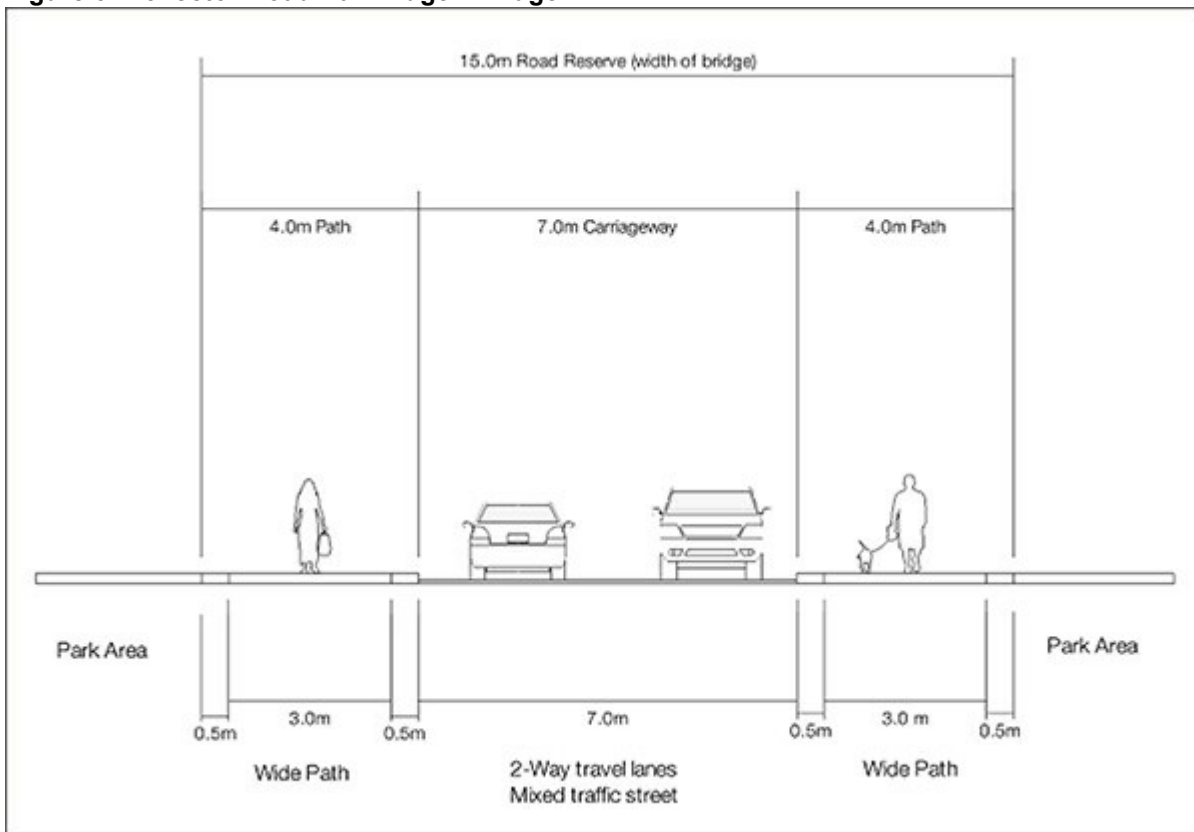 15.0m Road Reserve (width of bridge)
4.0m Path
7.0m Carriageway
4.0m Path
Park Area
Park Area
3.0m
7.0m
3.0 m
0.5m
0.5m
0.5m
0.5m
Wide Path
2-Way travel lanes
Mixed traffic street
Wide Path